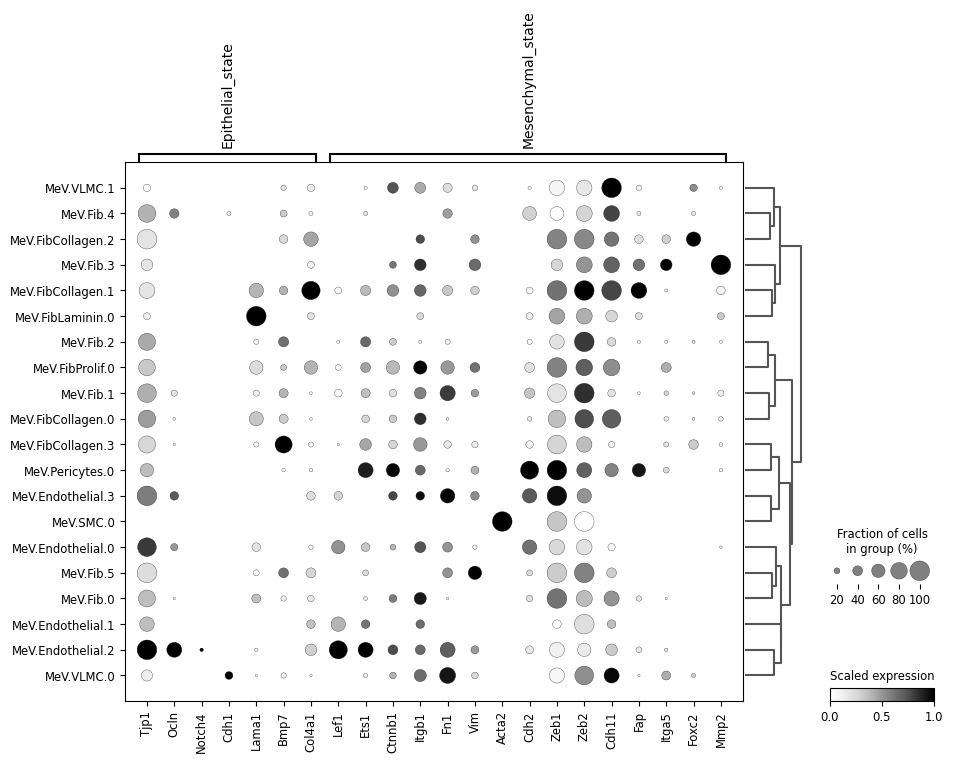 Epithelial_state
Mesenchymal_state
MeV.VLMC.1
MeV.Fib.4
MeV.FibCollagen.2
MeV.Fib.3
MeV.FibCollagen.1
MeV.FibLaminin.0
MeV.Fib.2
MeV.FibProlif.0
MeV.Fib.1
MeV.FibCollagen.0
MeV.FibCollagen.3
MeV.Pericytes.0
MeV.Endothelial.3
MeV.SMC.0
MeV.Endothelial.0
MeV.Fib.5
MeV.Fib.0
MeV.Endothelial.1
MeV.Endothelial.2
MeV.VLMC.0
Tjp1
Ocln
Notch4
Cdh1
Lama1
Bmp7
Col4a1
Lef1
Ets1
Ctnnb1
Itgb1
Fn1
Vim
Acta2
Cdh2
Zeb1
Zeb2
Cdh11
Fap
Itga5
Foxc2
Mmp2
Fraction of cells
in group (%)
20 40 60 80 100
Scaled expression
0.0 0.5 1.0